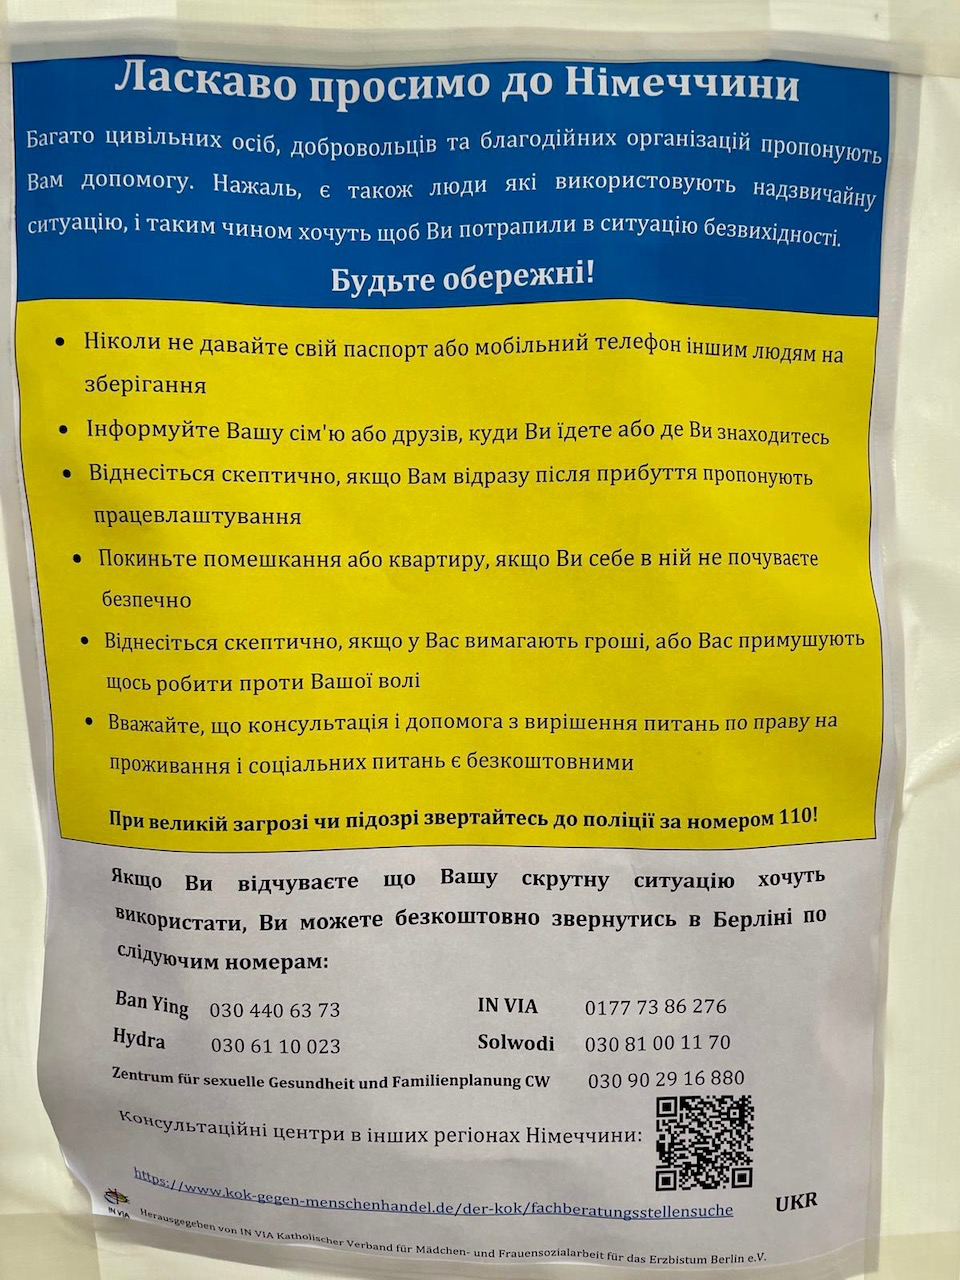 Ласкаво просимо до Німеччини
Багато цивільних осіб, добровольців та благодійних організацій пропонують
Вам допомогу. Нажаль, є також люди які використовують надзвичайну
ситуацію, і таким чином хочуть щоб Ви потрапили в ситуацію безвихідності.
Будьте обережні!
• Ніколи не давайте свій паспорт або мобільний телефон іншим людям на
зберігання
• Інформуйте Вашу сім'ю або друзів, куди Ви їдете або де Ви знаходитесь
• Віднесіться скептично, якщо Вам відразу після прибуття пропонують
працевлаштування
• Покиньте помешкання або квартиру, якщо Ви себе в ній не почуваєте
безпечно
• Віднесіться скептично, якщо у Вас вимагають гроші, або Вас примушують
щось робити проти Вашої волі
• Вважайте, що консультація і допомога з вирішення питань по праву на
проживання і соціальних питань є безкоштовними
При великій загрозі чи підозрі звертайтесь до поліції за номером 110!
Якщо Ви відчуваєте що Вашу скрутну ситуацію хочуть
використати, Ви можете безкоштовно звернутись в Берліні по
слідуючим номерам:
Ban Ying 030 440 63 73 IN VIA 0177 73 86 276
Hydra 030 61 10 023 Solwodi 030 81 00 11 70
Zentrum für sexuelle Gesundheit und Familienplanung CW 030 90 29 16 880
Консультаційні центри в інших регіонах Німеччини:
https://www.kok-gegen-menschenhandel.de/der-kok/fachberatungsstellensuche
UKR
IN VIA
Herausgegeben von IN VIA Katholischer Verband für Mädchen- und Frauensozialarbeit für das Erzbistum Berlin e.V.